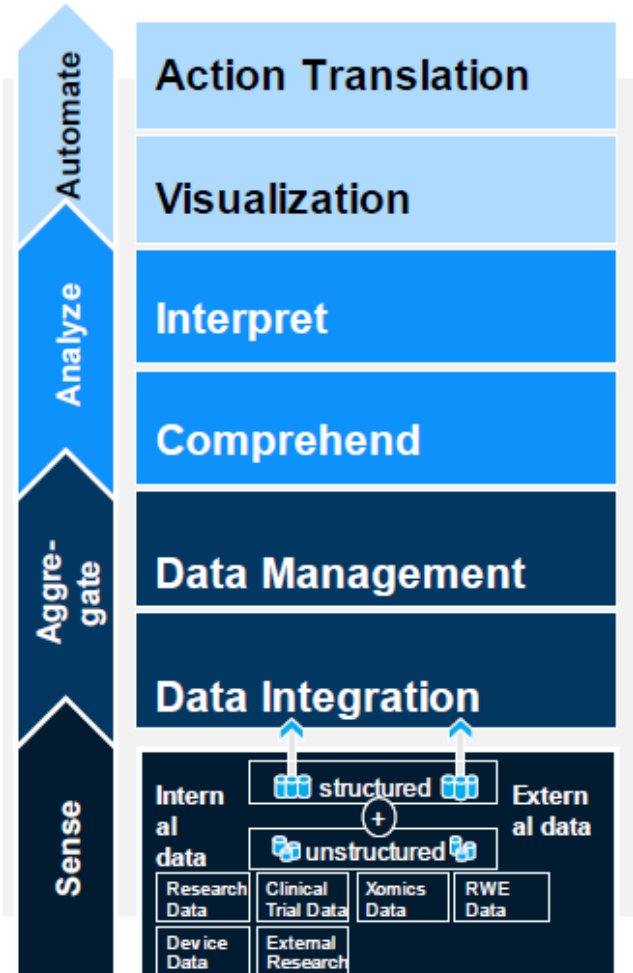 Automate
Action Translation
Visualization
Analyze
Interpret
Comprehend
Aggre-
gate
Data Management
Data Integration
Sense
Intern
al
data
structured
+
unstructured
Extern
al data
Research
Data
Clinical
Trial Data
Xomics
Data
RWE
Data
Device
Data
External
Research